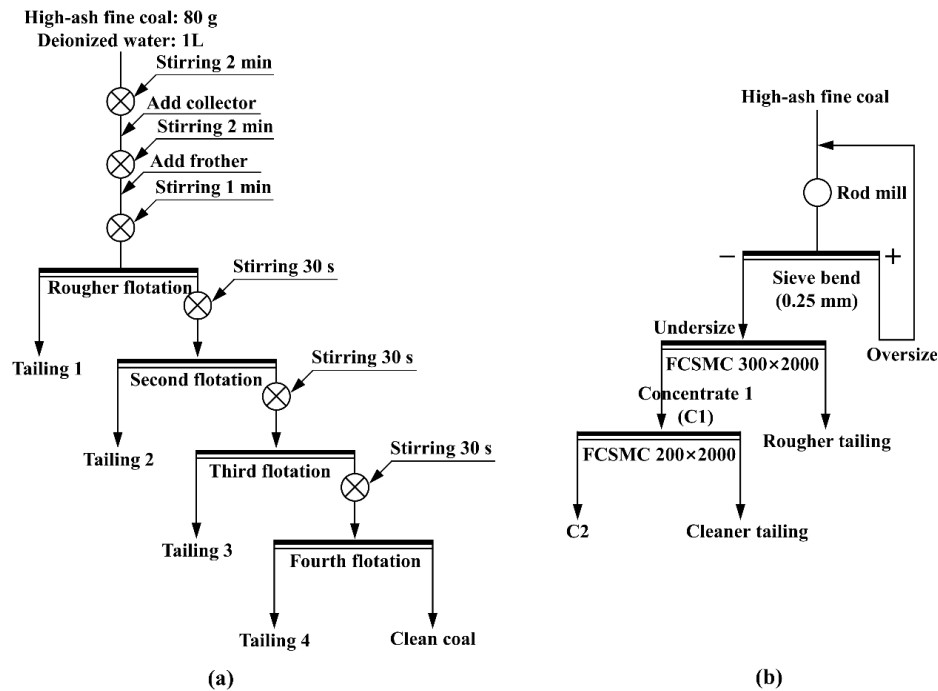 High-ash fine coal: 80 g
Deionized water: 1L
Stirring 2 min
Add collector
Stirring 2 min
Add frother
Stirring 1 min
Rougher flotation
Stirring 30 s
Tailing 1
Second flotation
Stirring 30 s
Tailing 2
Third flotation
Stirring 30 s
Tailing 3
Fourth flotation
Tailing 4
Clean coal
(a)
High-ash fine coal
Rod mill
− +
Sieve bend
(0.25 mm)
Undersize
Oversize
FCSMC 300×2000
Concentrate 1
(C1)
Rougher tailing
FCSMC 200×2000
C2
Cleaner tailing
(b)